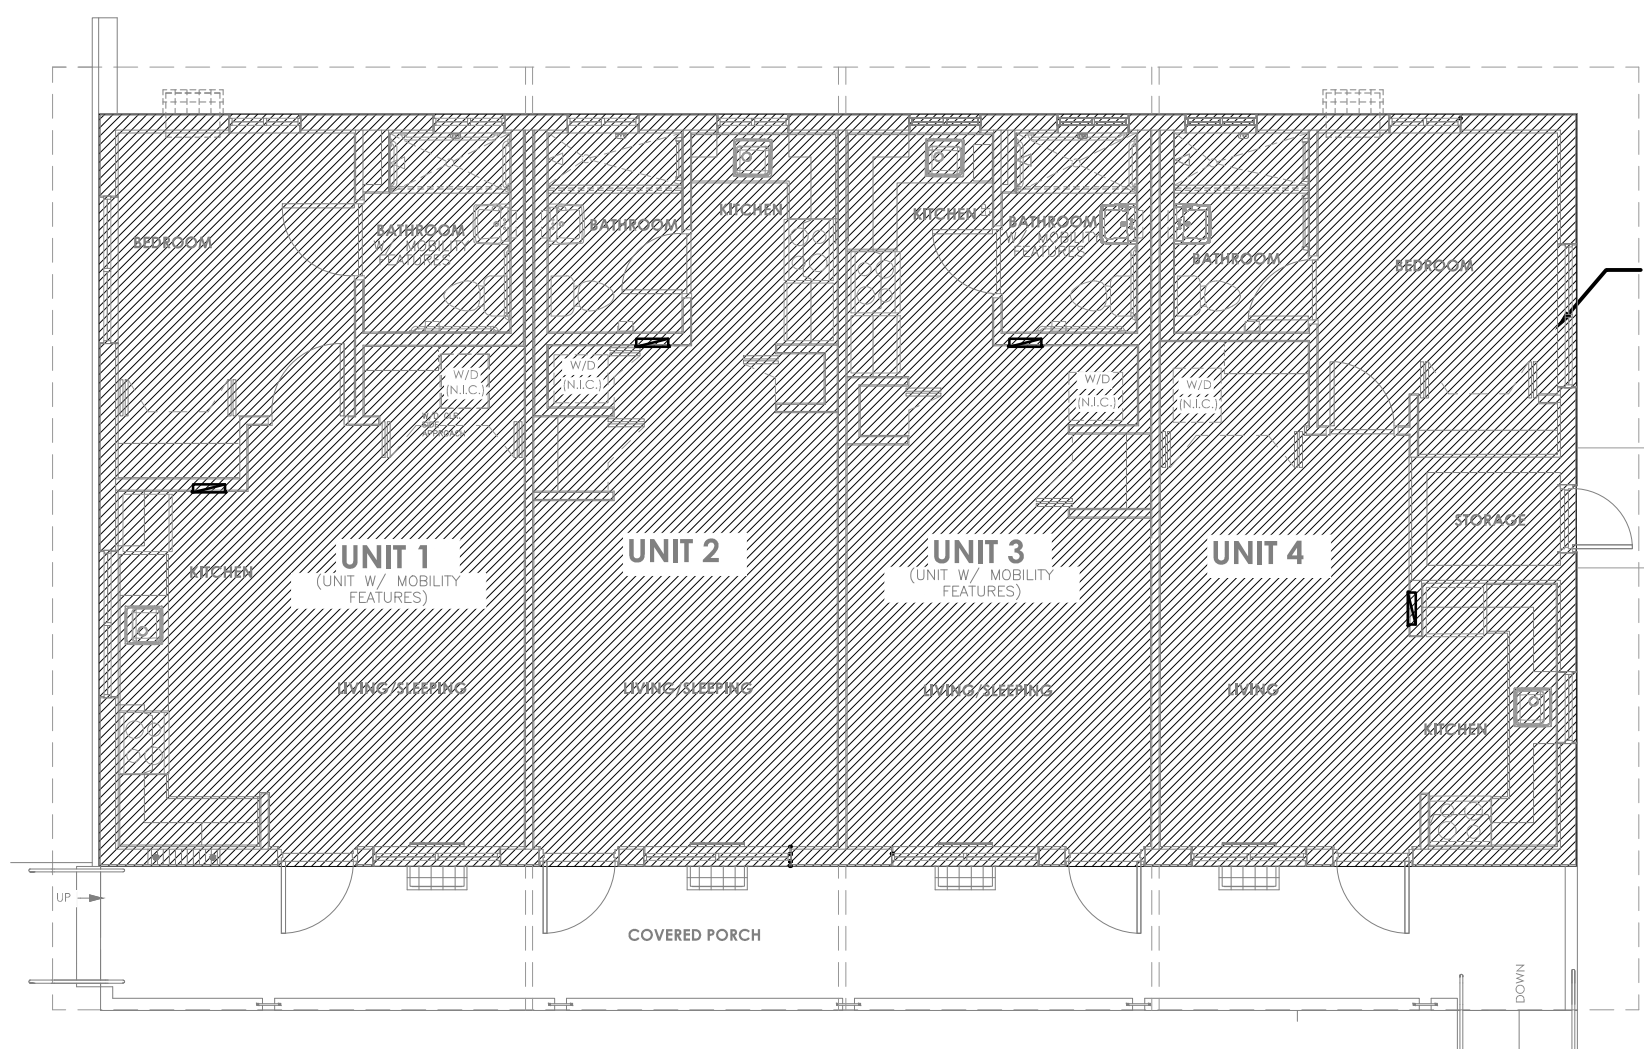 BEDROOM
BATHROOM
W/ MOBILITY
FEATURES
BATHROOM
KITCHEN
KITCHEN
BATHROOM
W/ MOBILITY
FEATURES
BATHROOM
BEDROOM
W/D
(N.I.C.)
W/D
(N.I.C.)
W/D
(N.I.C.)
W/D
(N.I.C.)
APPROACH
STORAGE
UNIT 1
(UNIT W/ MOBILITY
FEATURES)
UNIT 2
UNIT 3
(UNIT W/ MOBILITY
FEATURES)
UNIT 4
KITCHEN
LIVING/SLEEPING
LIVING/SLEEPING
LIVING/SLEEPING
LIVING
KITCHEN
UP
COVERED PORCH
DOWN